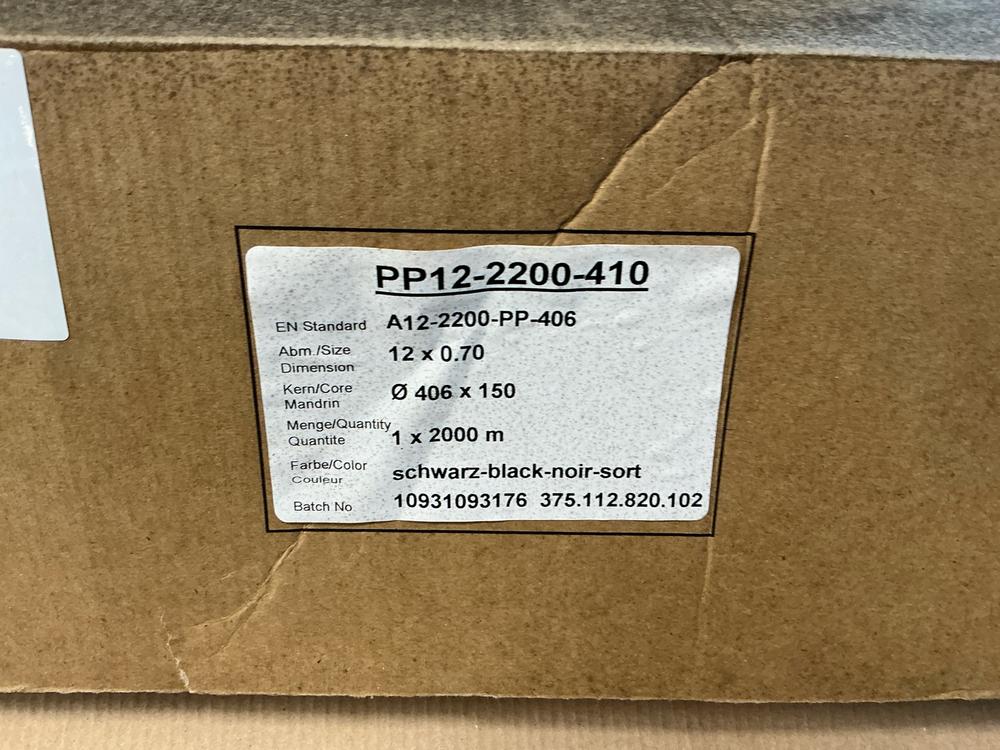 PP12-2200-410
EN Standard A12-2200-PP-406
Abm./Size 12 x 0.70
Dimension
Kern/Core Ø 406 x 150
Mandrin
Menge/Quantity 1 x 2000 m
Quantite
Farbe/Color schwarz-black-noir-sort
Couleur
Batch No 10931093176 375.112.820.102